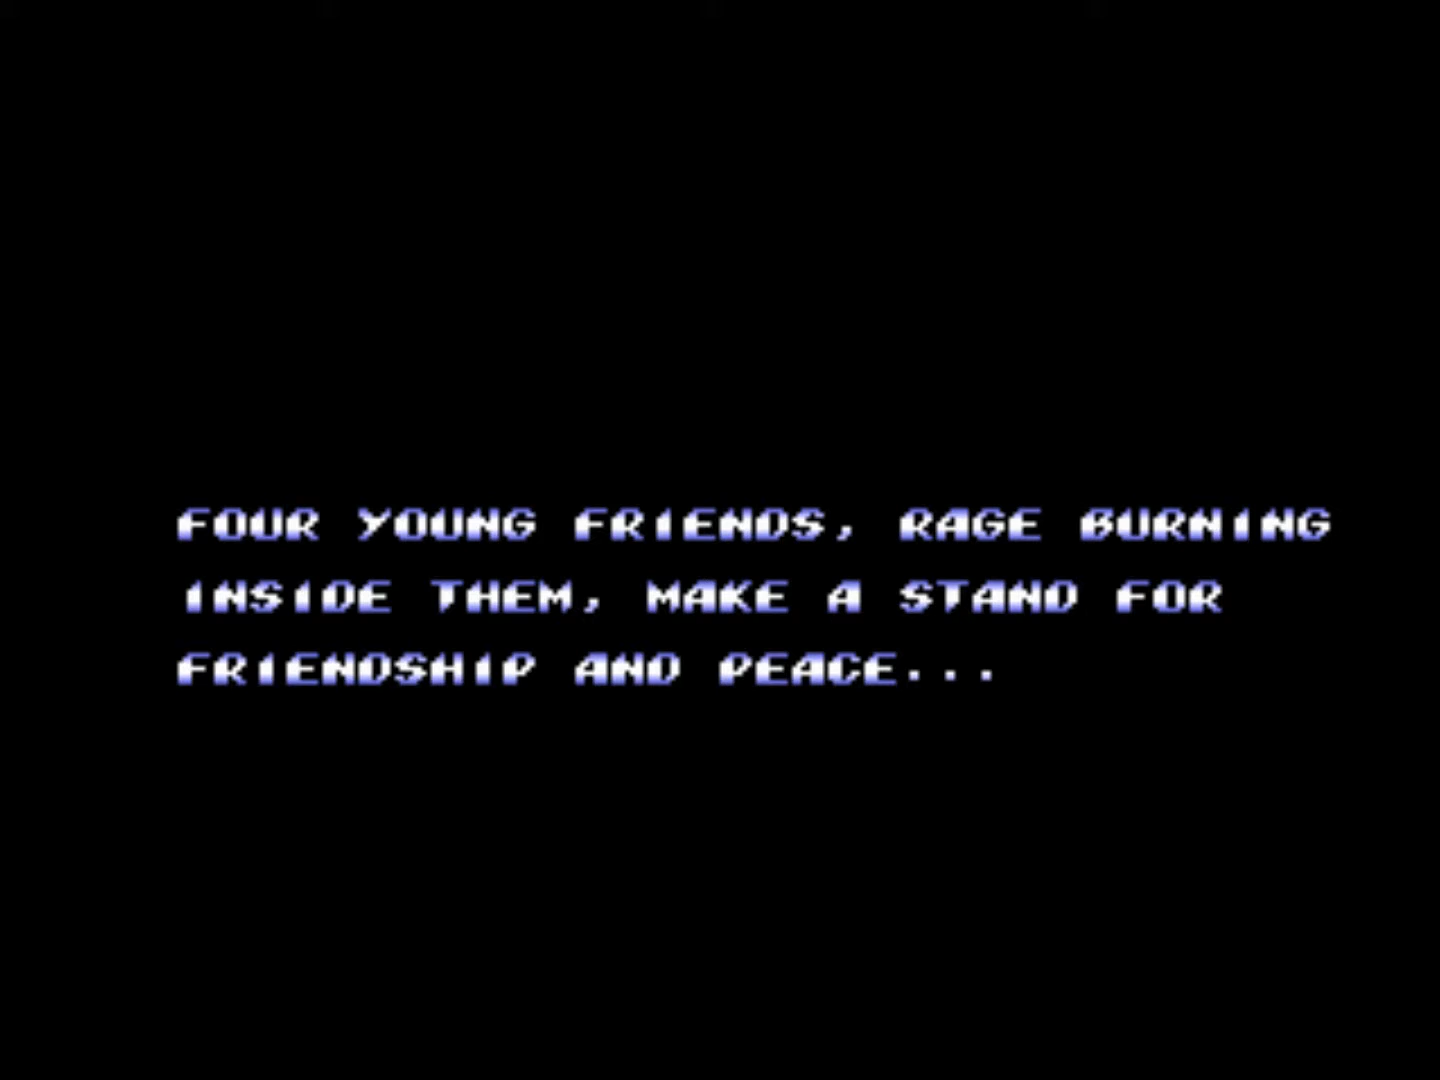 FOUR YOUNG FRIENDS, RAGE BURNING
INSIDE THEM, MAKE A STAND FOR
FRIENDSHIP AND PEACE...